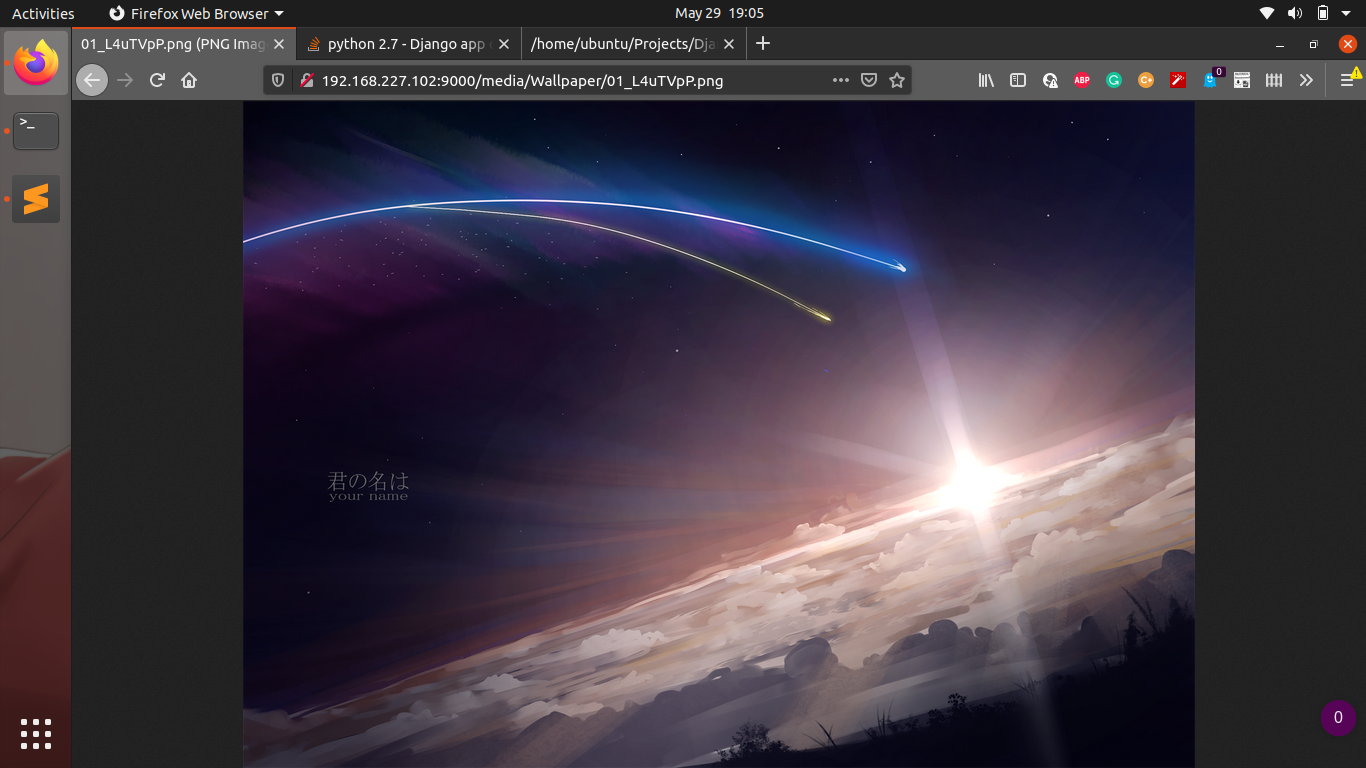 Activities
Firefox Web Browser
May 29 19:05
01_L4uTVpP.png (PNG Imag
python 2.7 - Django app
/home/ubuntu/Projects/Dja
192.168.227.102:9000/media/Wallpaper/01_L4uTVpP.png
ABP
G
C+
0
>_
君の名は
your name
0